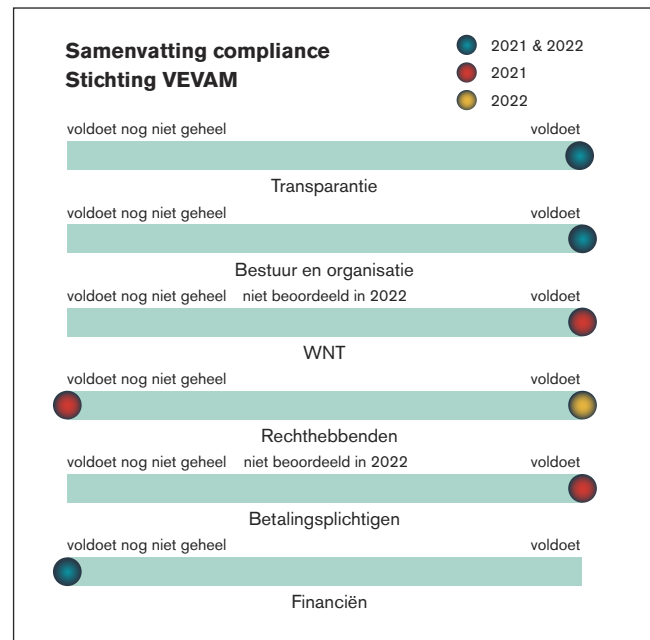 Samenvatting compliance
Stichting VEVAM
2021 & 2022
2021
2022
voldoet nog niet geheel voldoet
Transparantie
voldoet nog niet geheel voldoet
Bestuur en organisatie
voldoet nog niet geheel niet beoordeeld in 2022 voldoet
WNT
voldoet nog niet geheel voldoet
Rechthebbenden
voldoet nog niet geheel niet beoordeeld in 2022 voldoet
Betalingsplichtigen
voldoet nog niet geheel voldoet
Financiën